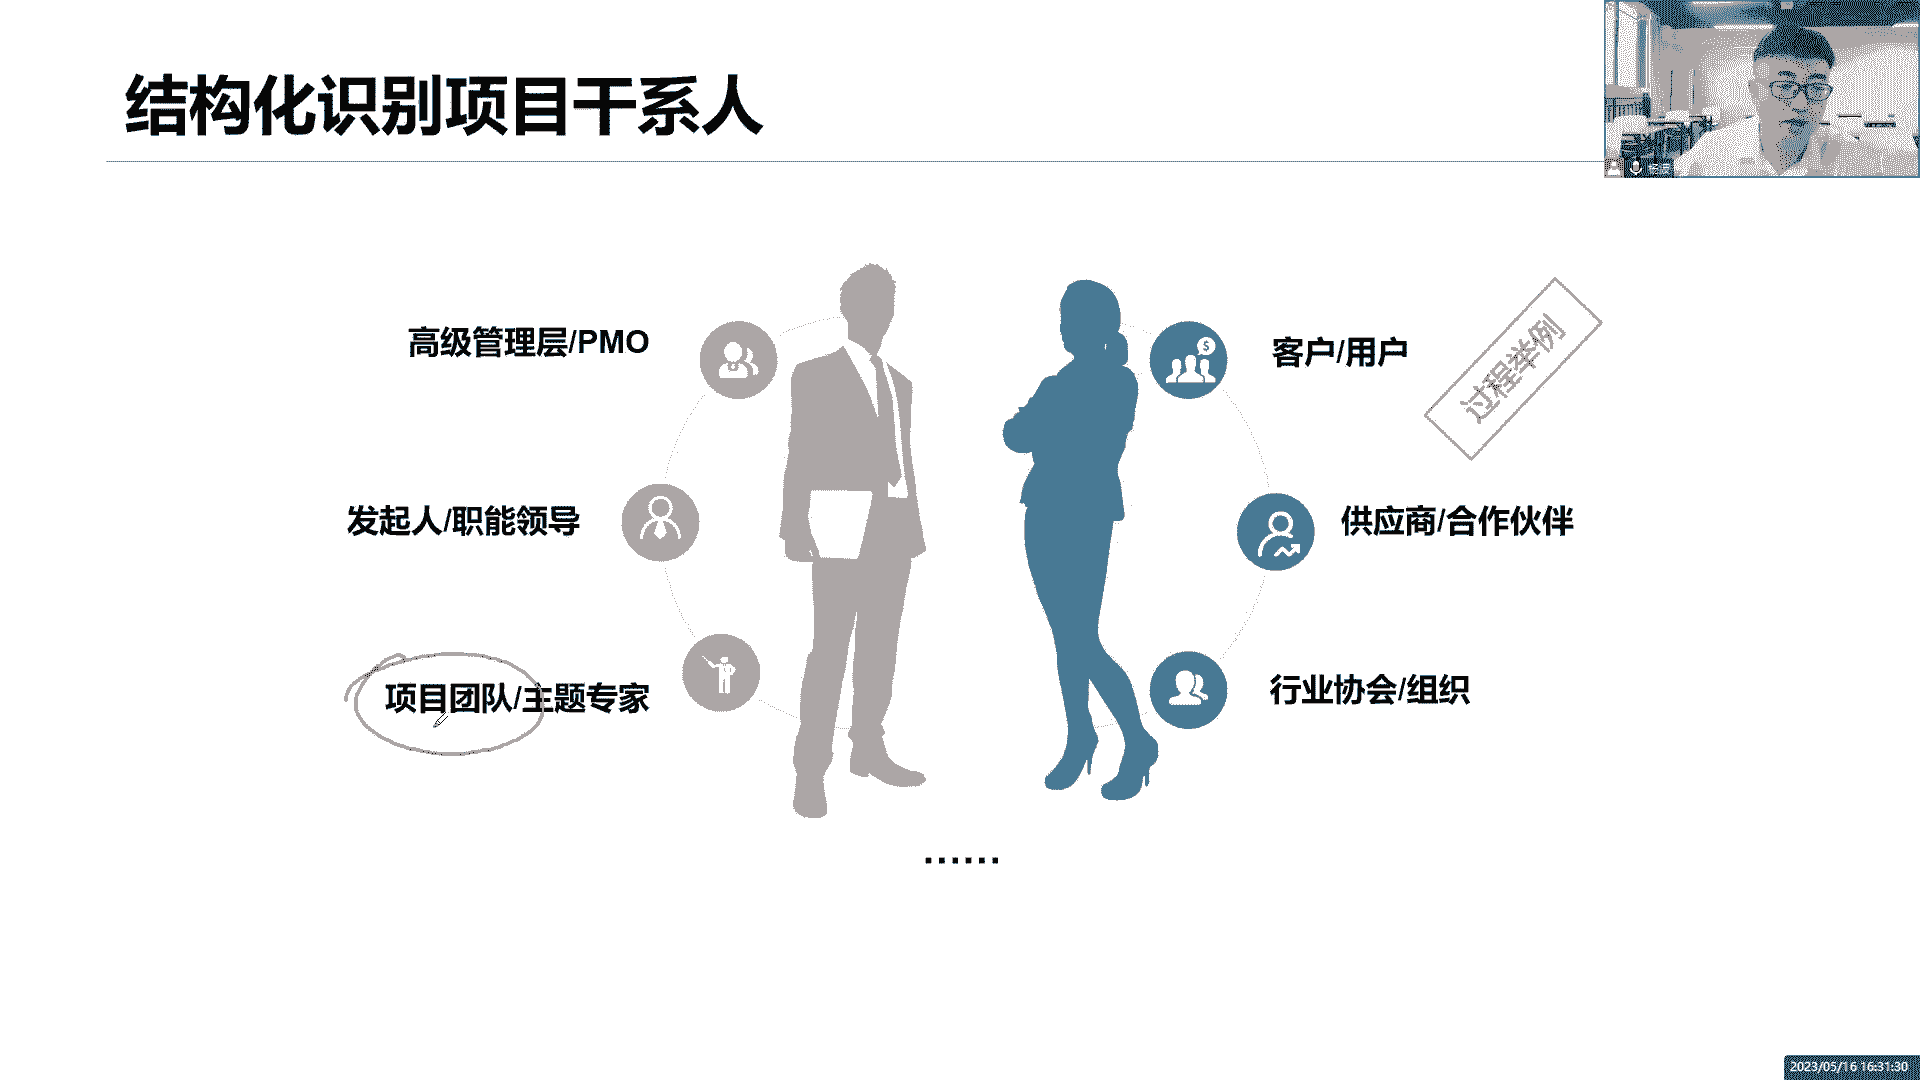 结构化识别项目干系人
高级管理层/PMO
客户/用户
过程举例
发起人/职能领导
供应商/合作伙伴
项目团队/主题专家
行业协会/组织
......
2023/05/16 16:31:30